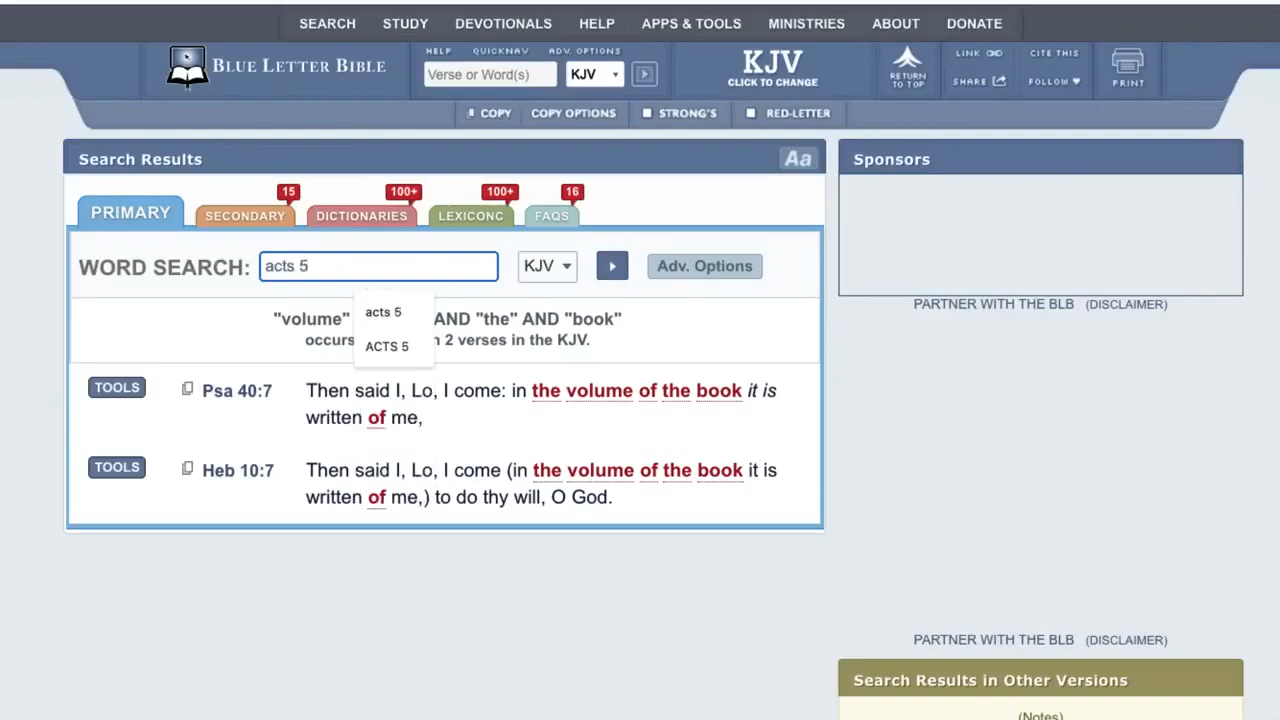 SEARCH STUDY DEVOTIONALS HELP APPS & TOOLS MINISTRIES ABOUT DONATE
BLUE LETTER BIBLE
HELP QUICKNAV ADV. OPTIONS
Verse or Word(s) KJV
KJV
CLICK TO CHANGE
RETURN
TO TOP
LINK CITE THIS
SHARE FOLLOW
PRINT
COPY COPY OPTIONS STRONG'S RED-LETTER
Search Results Aa
15 100+ 100+ 16
PRIMARY SECONDARY DICTIONARIES LEXICONC FAQS
WORD SEARCH: acts 5 KJV Adv. Options
acts 5
ACTS 5
"volume" AND "the" AND "book"
occurs n 2 verses in the KJV.
TOOLS Psa 40:7 Then said I, Lo, I come: in the volume of the book it is
written of me,
TOOLS Heb 10:7 Then said I, Lo, I come (in the volume of the book it is
written of me,) to do thy will, O God.
Sponsors
PARTNER WITH THE BLB (DISCLAIMER)
PARTNER WITH THE BLB (DISCLAIMER)
Search Results in Other Versions
(Notes)